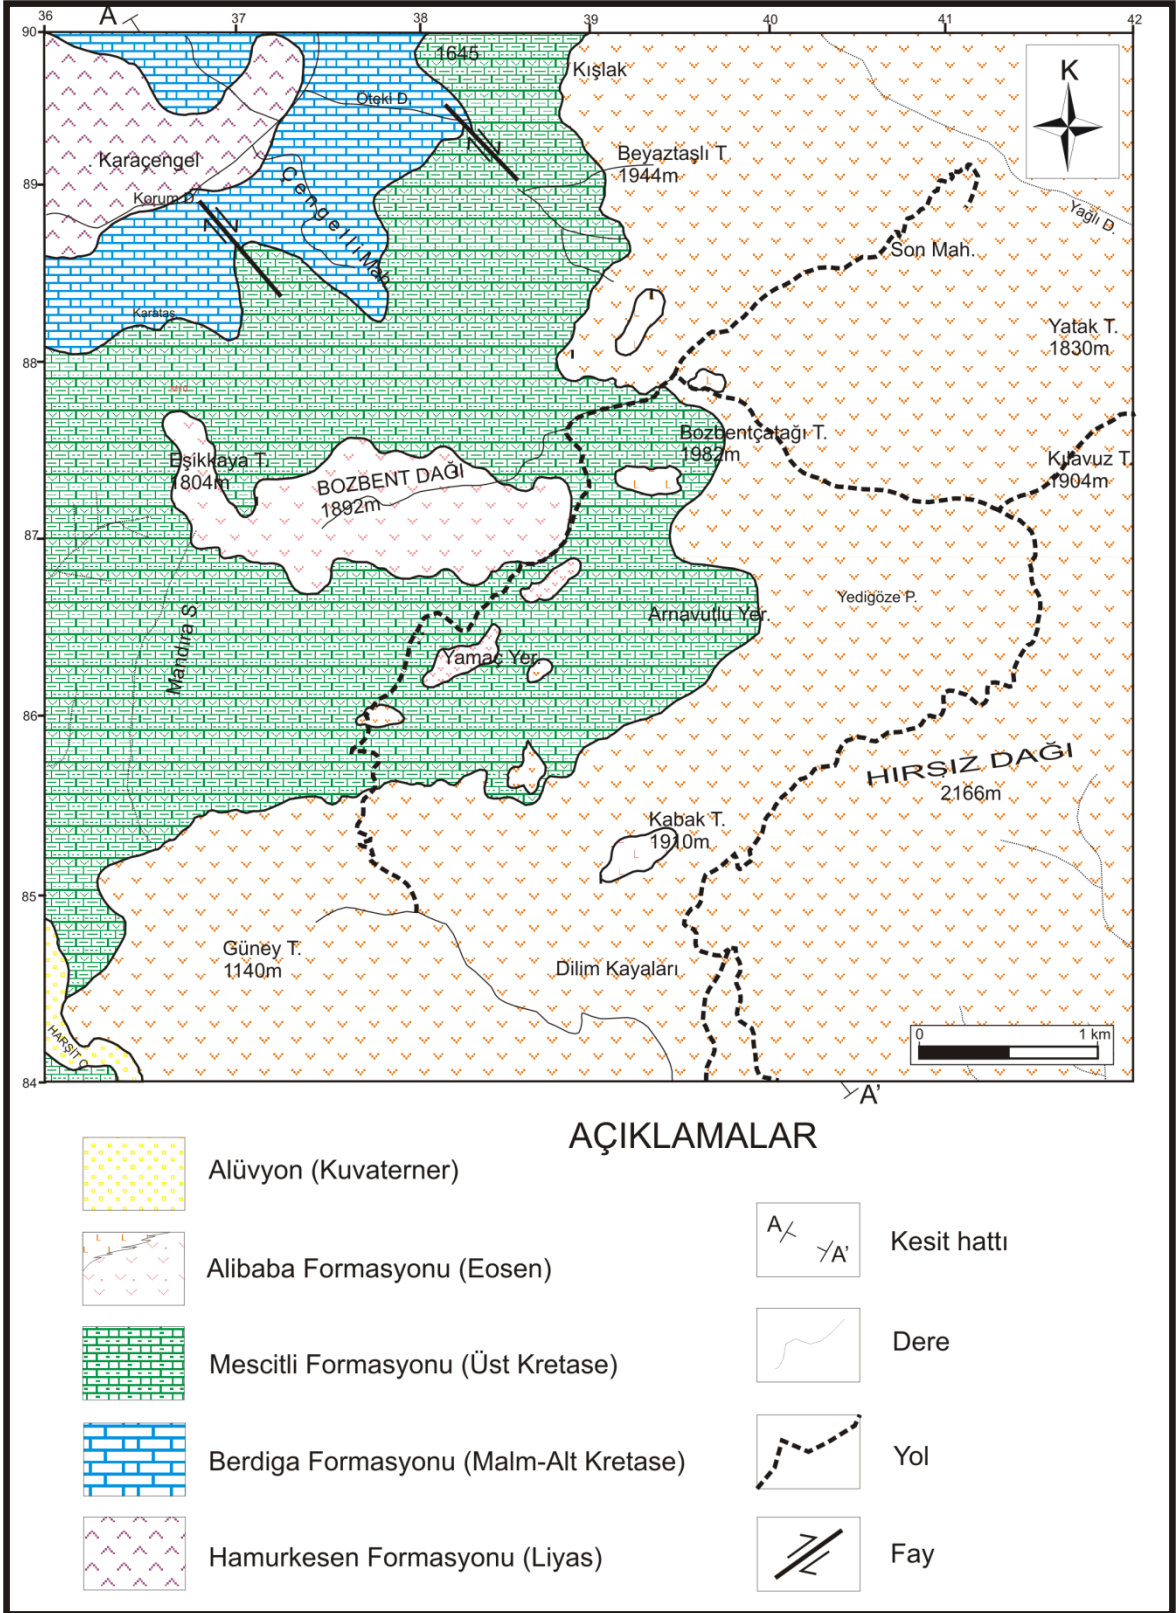 A
36
37
38
39
40
41
42
90
89
88
87
86
85
84
1645
Kışlak
K
Oteki D.
Karaçengel
Beyaztaşlı T
1944m
Korum D.
Çengelli Mah.
Yağlı D.
Son Mah.
Karataş
Yatak T.
1830m
Bozbentçatağı T.
1982m
Eşikkaya T.
1804m
BOZBENT DAĞI
1892m
Kılavuz T.
1904m
Mandıra S.
Arnavutlu Yer.
Yedigöze P.
Yamaç Yer.
HIRSIZ DAĞI
2166m
Kabak T.
1910m
Güney T.
1140m
Dilim Kayaları
HARŞİT Ç.
0 1 km
A'
AÇIKLAMALAR
Alüvyon (Kuvaterner)
Alibaba Formasyonu (Eosen)
Mescitli Formasyonu (Üst Kretase)
Berdiga Formasyonu (Malm-Alt Kretase)
Hamurkesen Formasyonu (Liyas)
A
A'
Kesit hattı
Dere
Yol
Fay